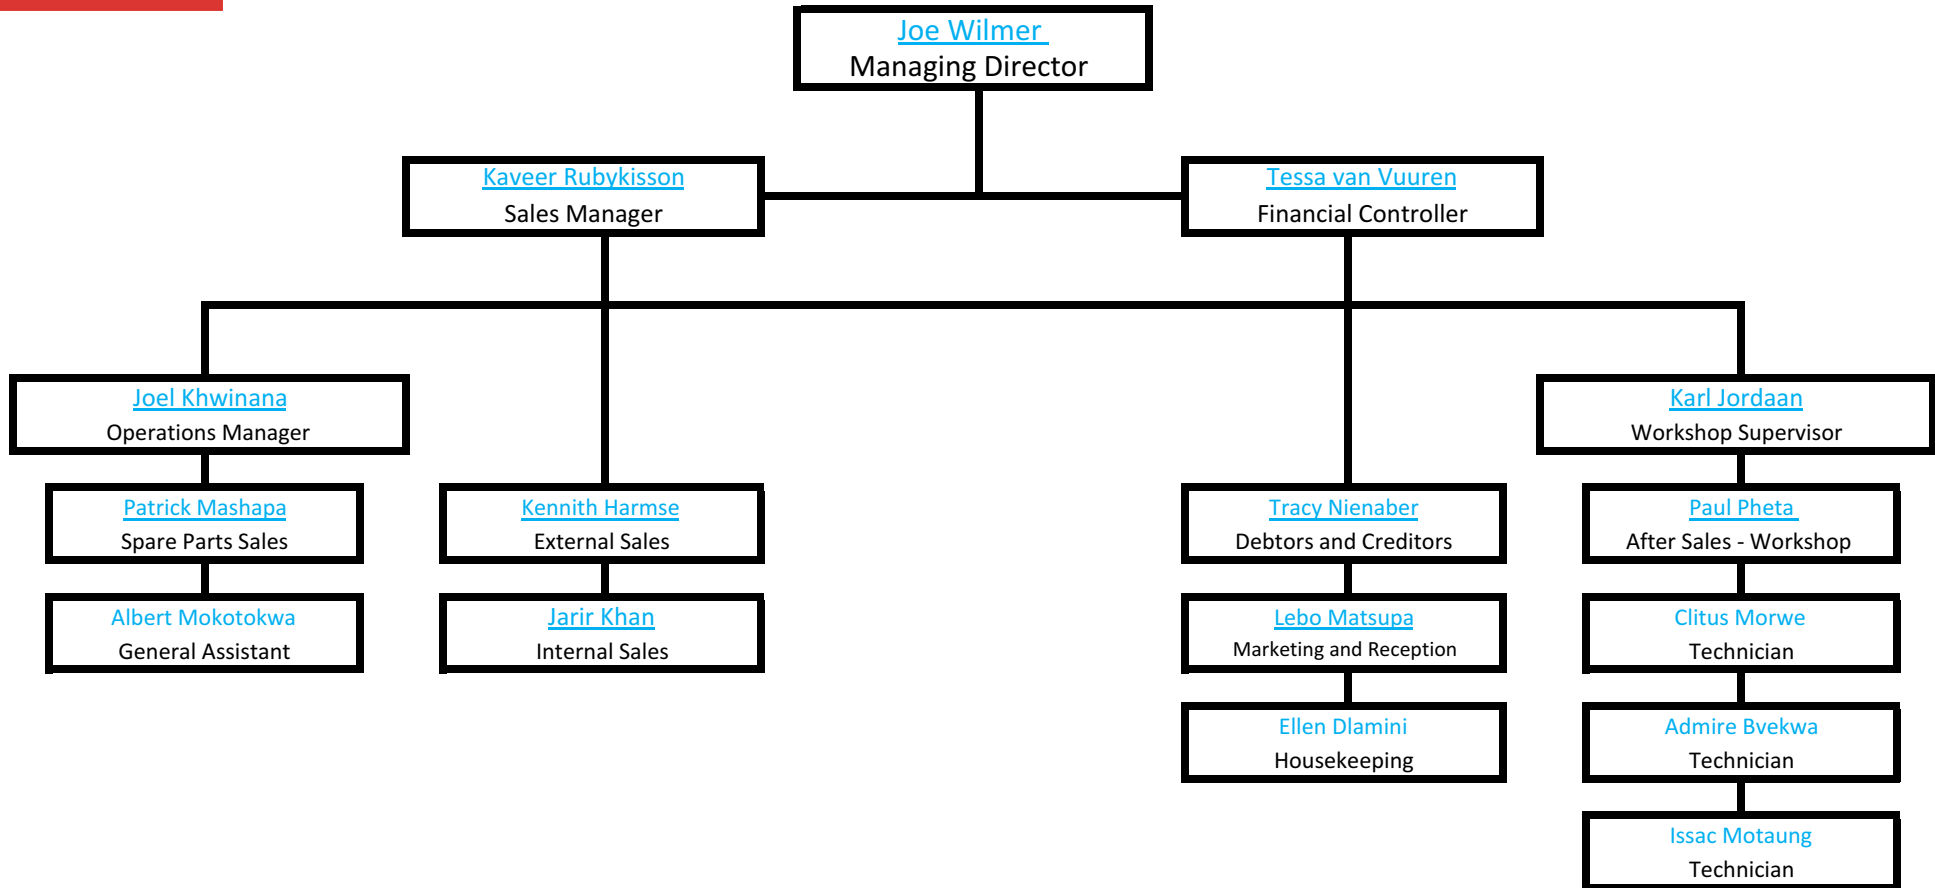 Joe Wilmer
Managing Director
Kaveer Rubykisson
Sales Manager
Tessa van Vuuren
Financial Controller
Joel Khwinana
Operations Manager
Karl Jordaan
Workshop Supervisor
Patrick Mashapa
Spare Parts Sales
Kennith Harmse
External Sales
Tracy Nienaber
Debtors and Creditors
Paul Pheta
After Sales - Workshop
Albert Mokotokwa
General Assistant
Jarir Khan
Internal Sales
Lebo Matsupa
Marketing and Reception
Clitus Morwe
Technician
Ellen Dlamini
Housekeeping
Admire Bvekwa
Technician
Issac Motaung
Technician